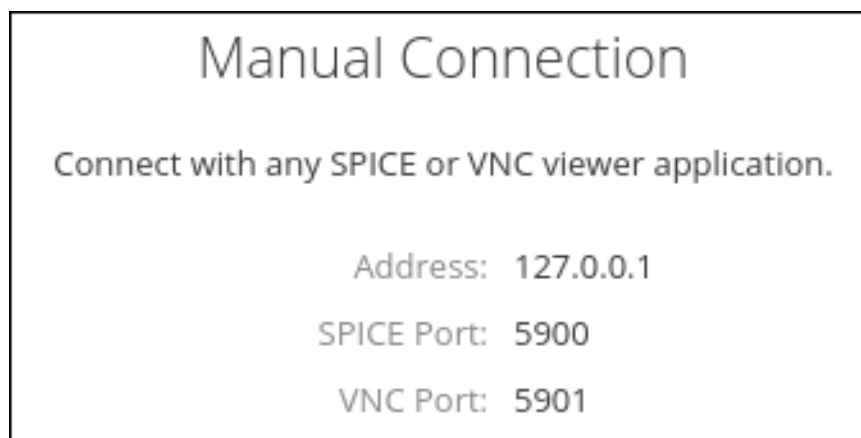 Manual Connection
Connect with any SPICE or VNC viewer application.
Address: 127.0.0.1
SPICE Port: 5900
VNC Port: 5901